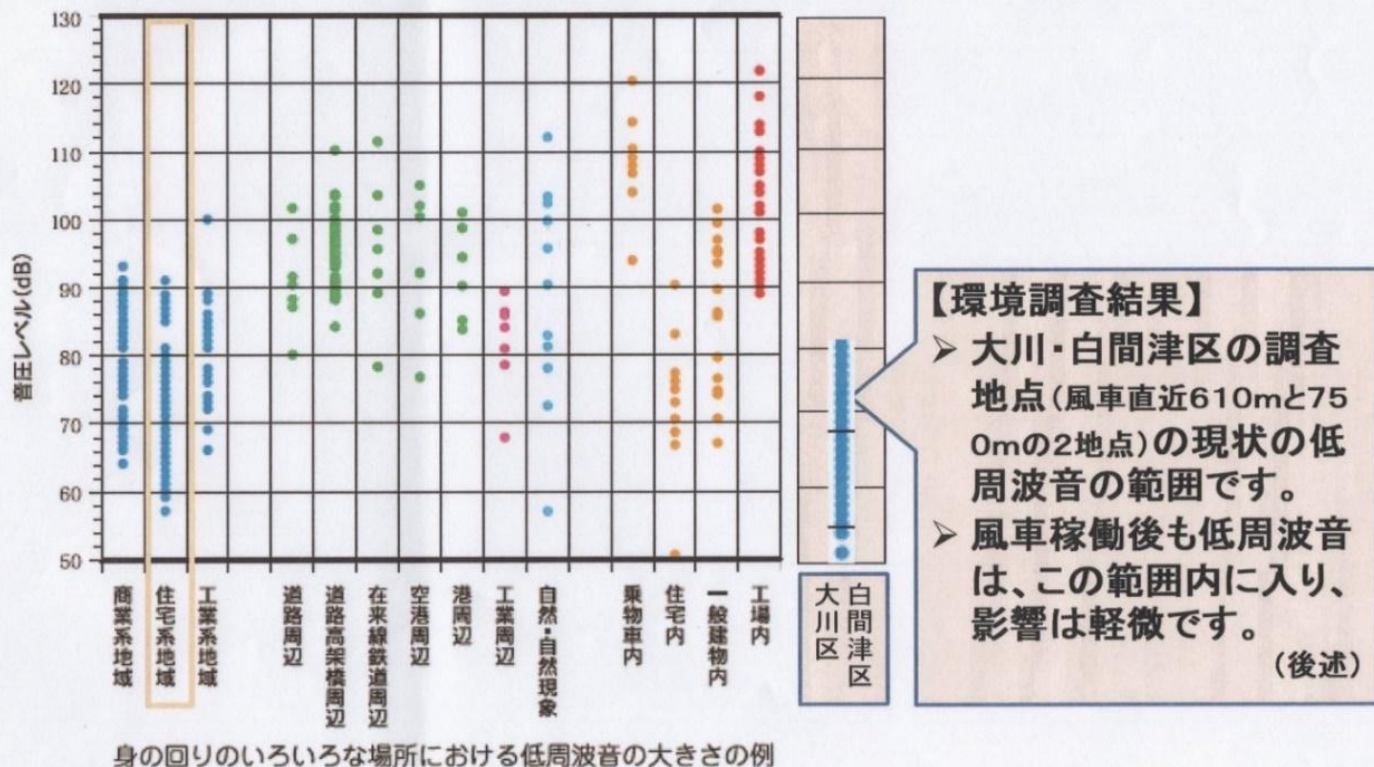 130
120
110
100
90
80
70
60
50
音圧レベル(dB)
商業系地域
住宅系地域
工業系地域
道路周辺
道路高架橋周辺
在来線鉄道周辺
空港周辺
港周辺
工業周辺
自然・自然現象
乗物車内
住宅内
一般建物内
工場内
白間津区
大川区
身の回りのいろいろな場所における低周波音の大きさの例
【環境調査結果】
➢ 大川・白間津区の調査
地点(風車直近610mと75
0mの2地点)の現状の低
周波音の範囲です。
➢ 風車稼働後も低周波音
は、この範囲内に入り、
影響は軽微です。
(後述)